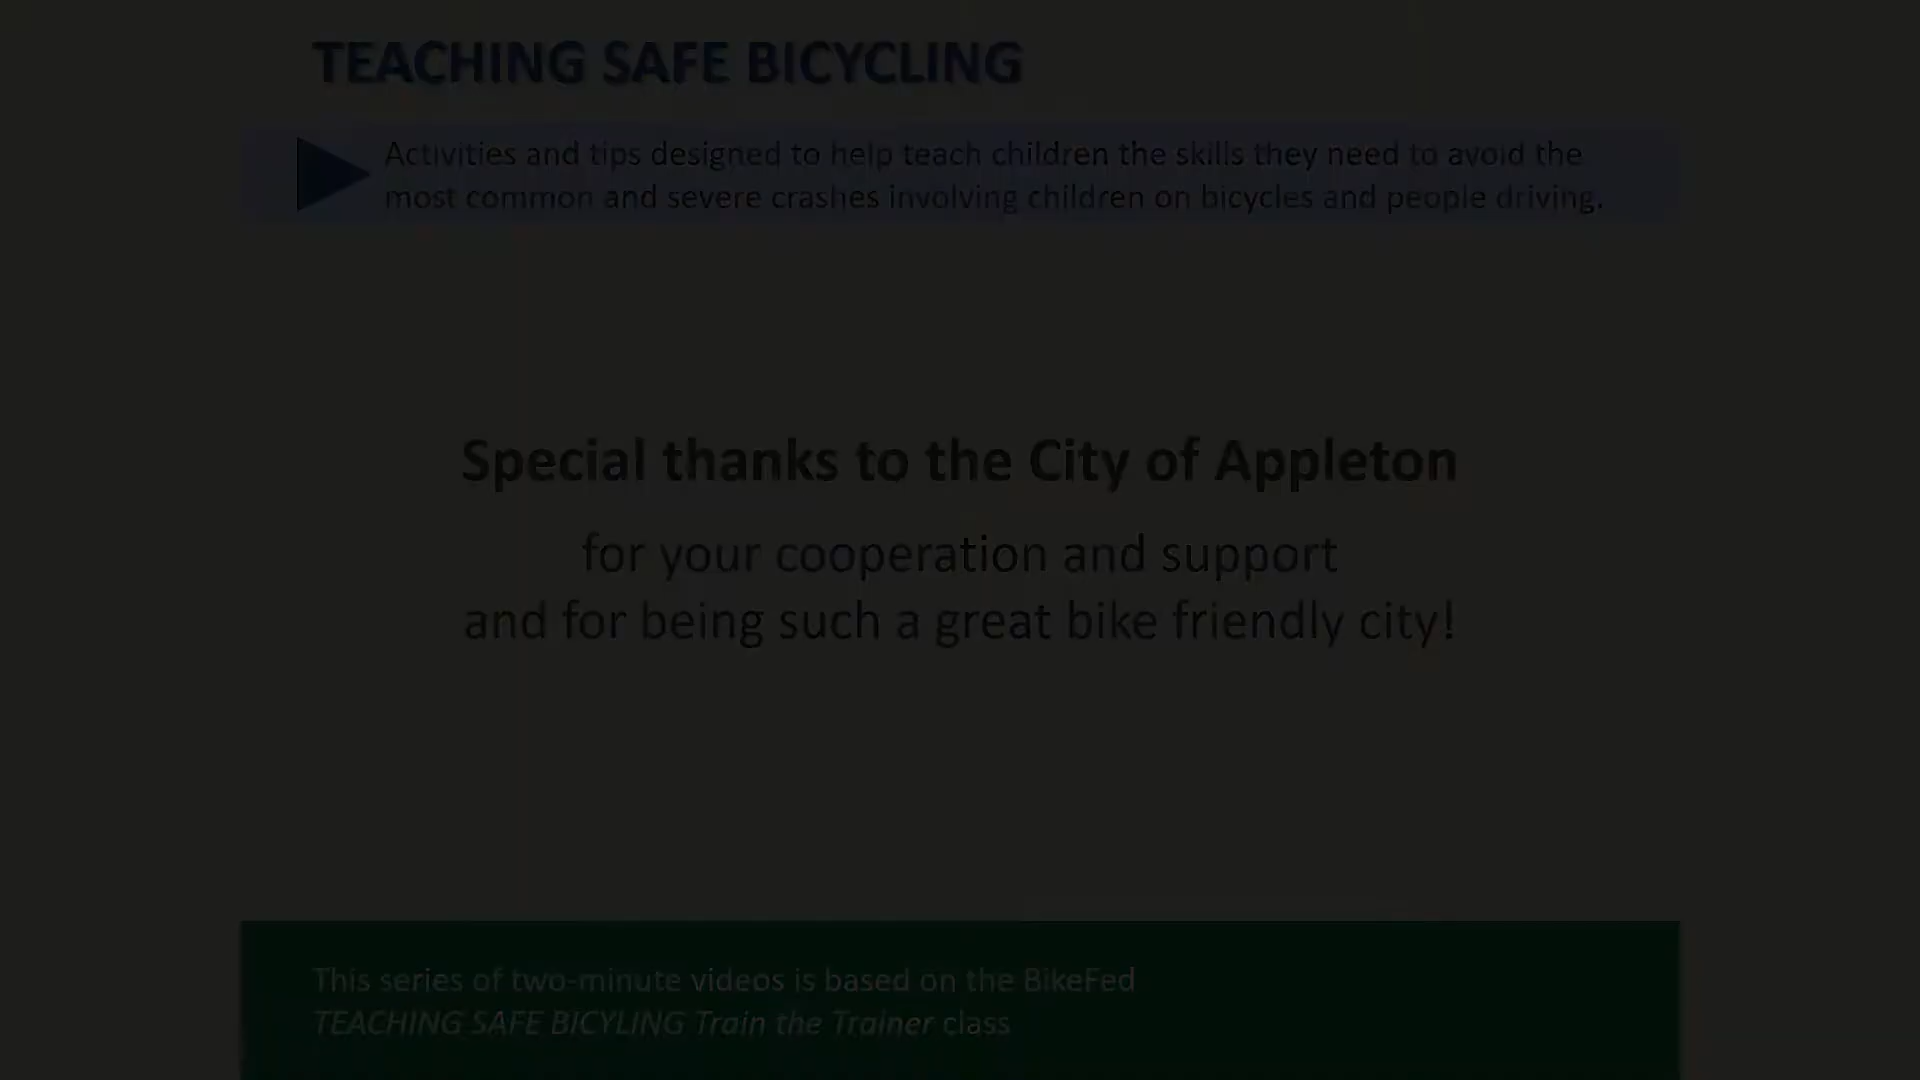 TEACHING SAFE BICYCLING
Activities and tips designed to help teach children the skills they need to avoid the
most common and severe crashes involving children on bicycles and people driving.
Special thanks to the City of Appleton
for your cooperation and support
and for being such a great bike friendly city!
This series of two-minute videos is based on the BikeFed
TEACHING SAFE BICYLING Train the Trainer class